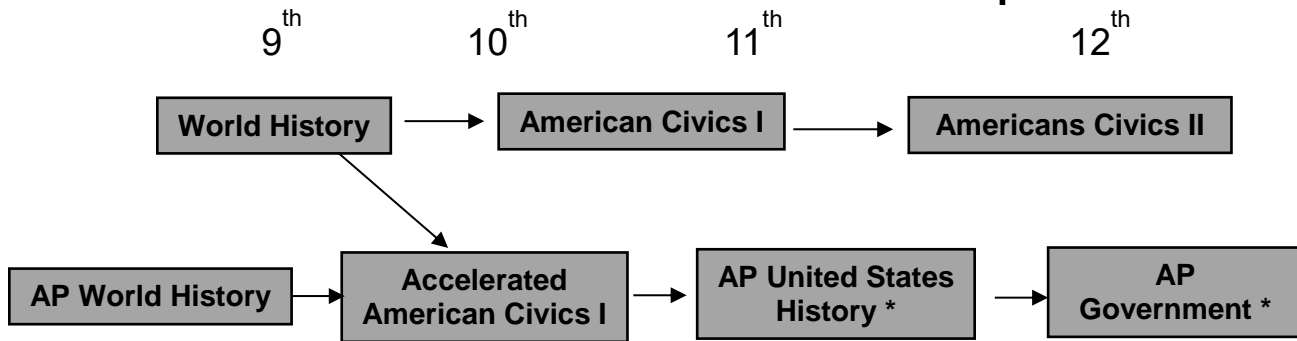 9th 10th 11th 12th
World History American Civics I Americans Civics II
AP World History
Accelerated
American Civics I
AP United States
History *
AP
Government *